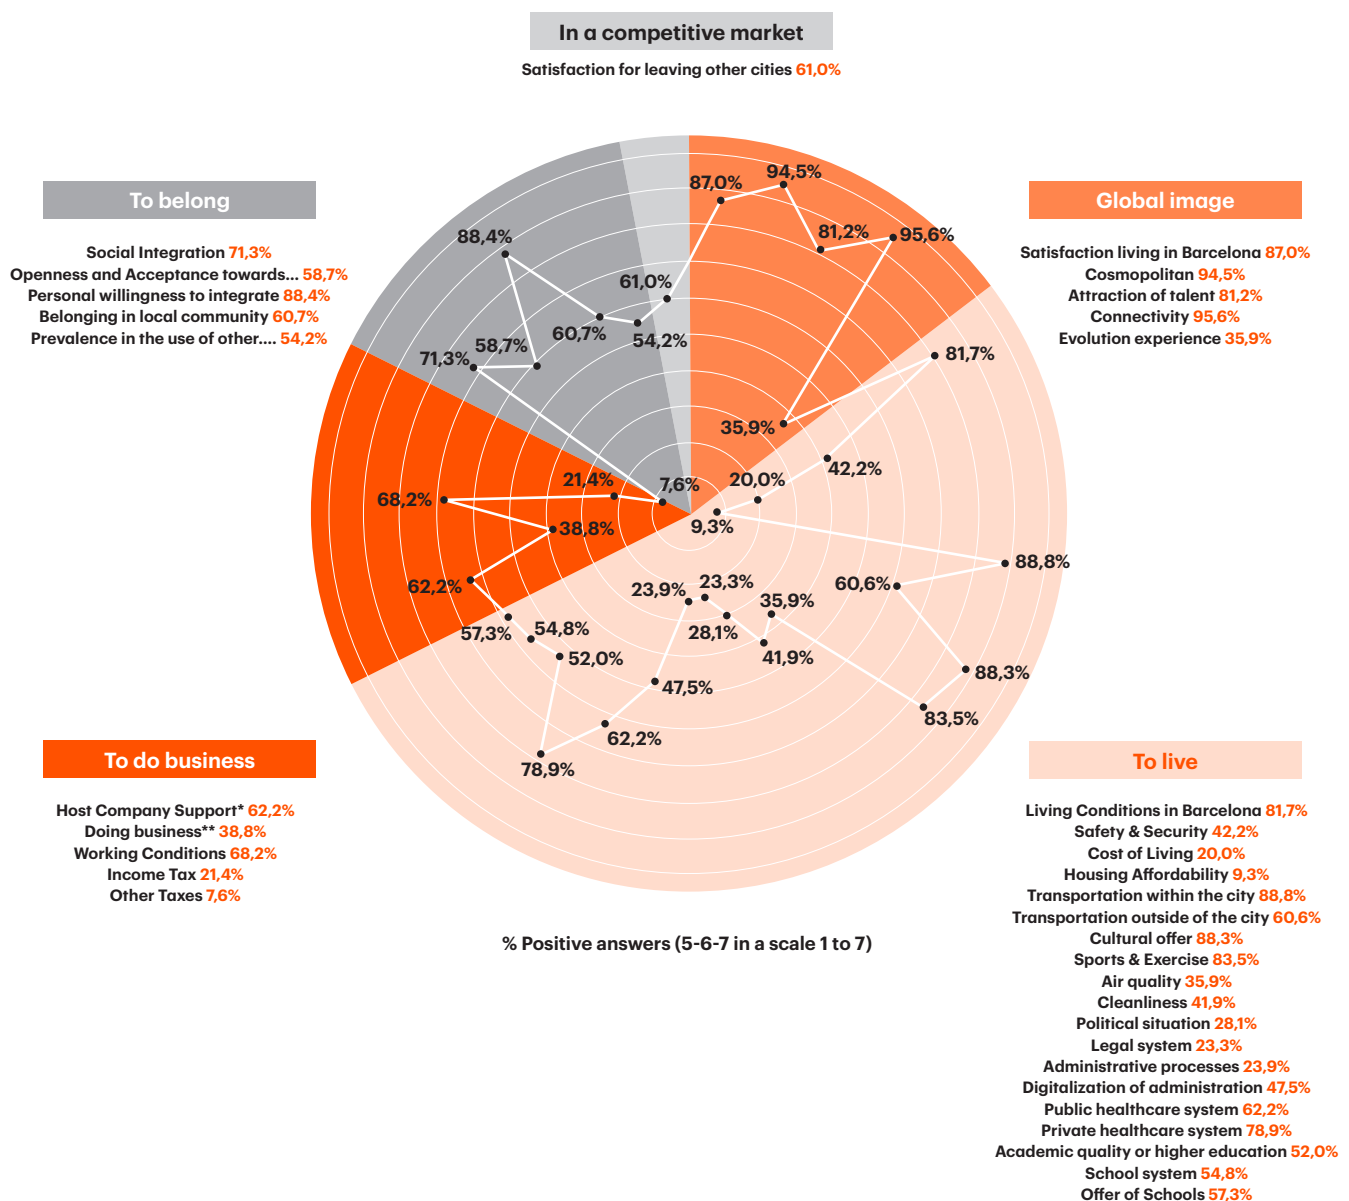 In a competitive market
Satisfaction for leaving other cities 61,0%
To belong
Social Integration 71,3%
Openness and Acceptance towards... 58,7%
Personal willingness to integrate 88,4%
Belonging in local community 60,7%
Prevalence in the use of other.... 54,2%
Global image
Satisfaction living in Barcelona 87,0%
Cosmopolitan 94,5%
Attraction of talent 81,2%
Connectivity 95,6%
Evolution experience 35,9%
87,0%
94,5%
81,2%
95,6%
35,9%
81,7%
42,2%
20,0%
9,3%
88,8%
60,6%
88,3%
83,5%
35,9%
41,9%
28,1%
23,3%
23,9%
47,5%
62,2%
78,9%
52,0%
54,8%
57,3%
62,2%
38,8%
68,2%
21,4%
7,6%
71,3%
58,7%
88,4%
60,7%
54,2%
61,0%
To do business
Host Company Support* 62,2%
Doing business** 38,8%
Working Conditions 68,2%
Income Tax 21,4%
Other Taxes 7,6%
% Positive answers (5-6-7 in a scale 1 to 7)
To live
Living Conditions in Barcelona 81,7%
Safety & Security 42,2%
Cost of Living 20,0%
Housing Affordability 9,3%
Transportation within the city 88,8%
Transportation outside of the city 60,6%
Cultural offer 88,3%
Sports & Exercise 83,5%
Air quality 35,9%
Cleanliness 41,9%
Political situation 28,1%
Legal system 23,3%
Administrative processes 23,9%
Digitalization of administration 47,5%
Public healthcare system 62,2%
Private healthcare system 78,9%
Academic quality or higher education 52,0%
School system 54,8%
Offer of Schools 57,3%